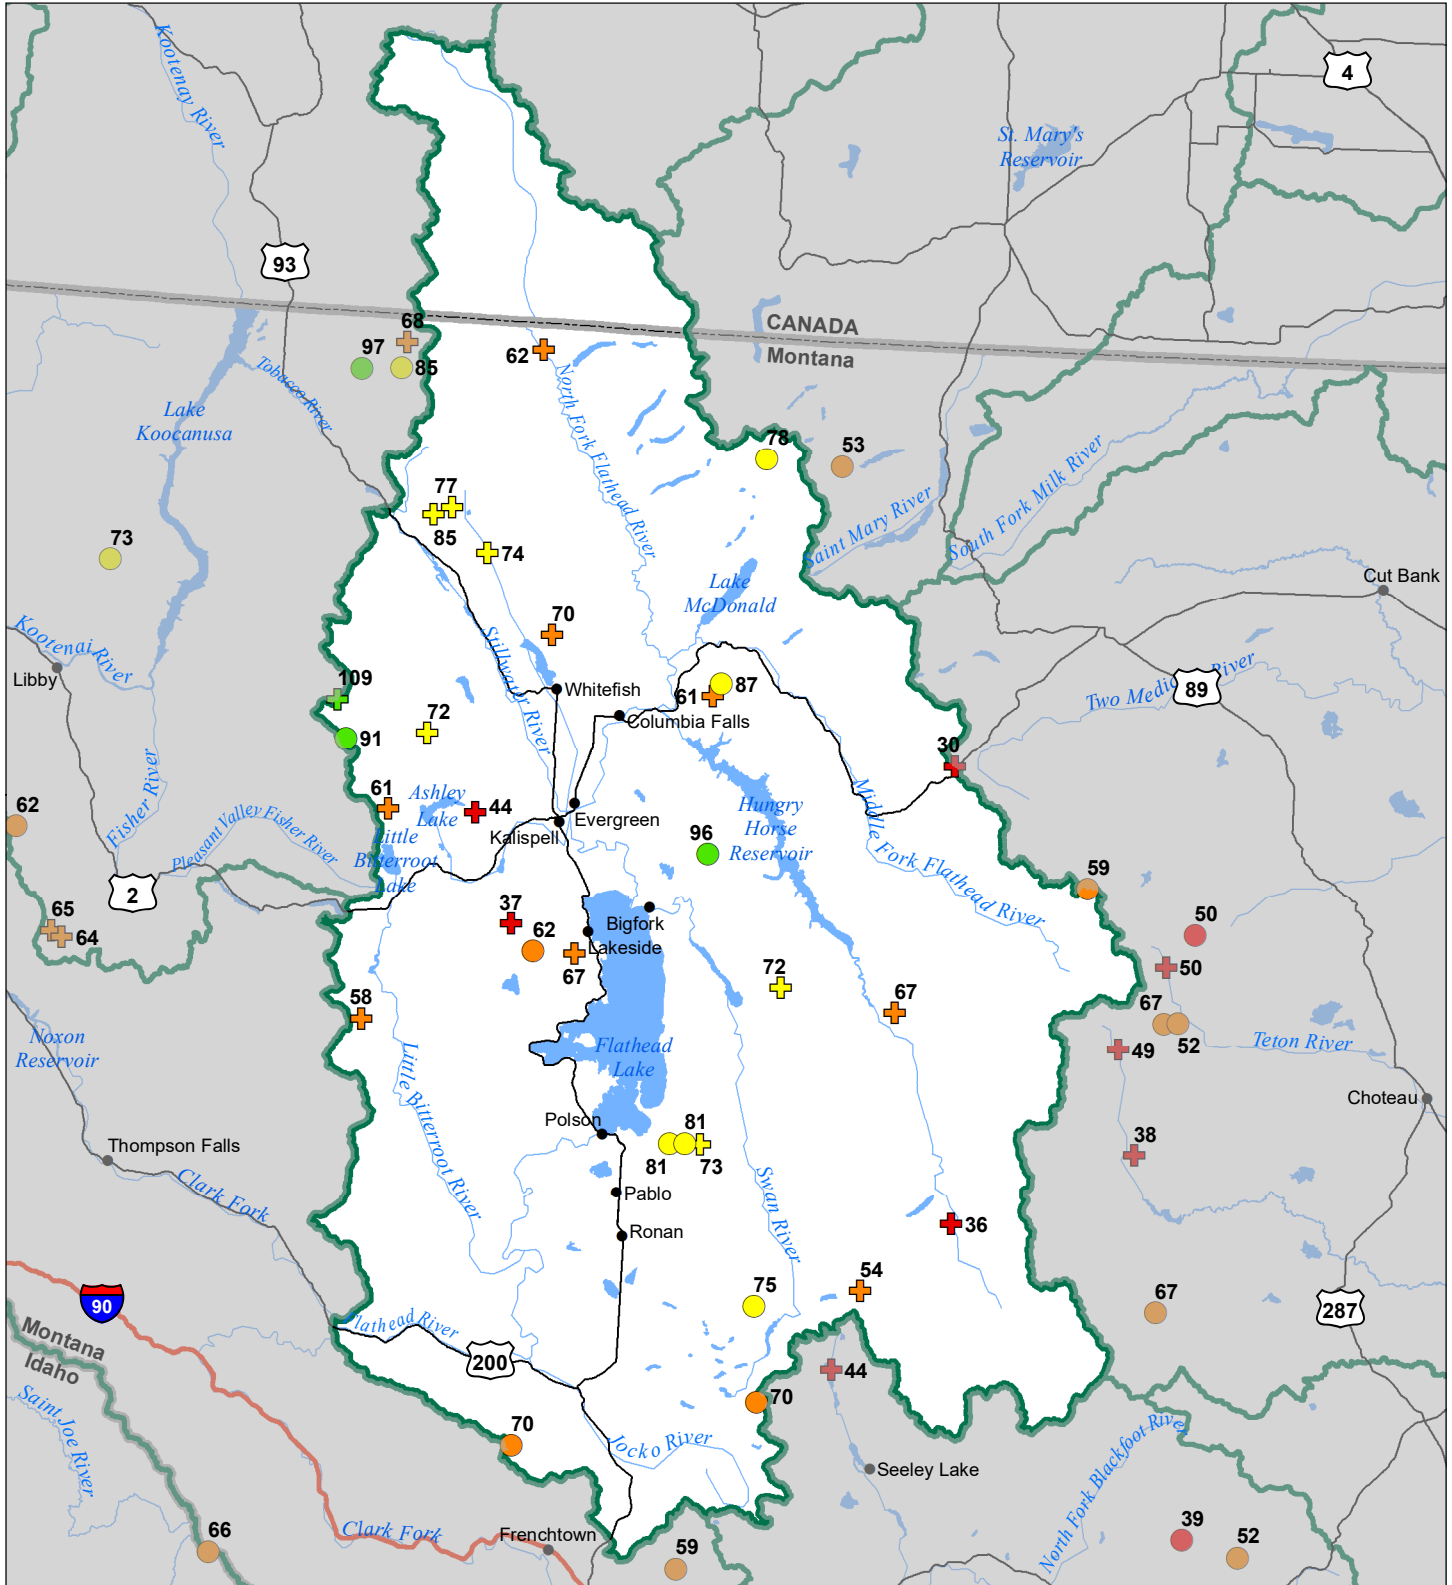 Kootenay River
4
St. Mary's
Reservoir
93
CANADA
Montana
68
97
85
62
Tobacco River
North Fork Flathead River
Lake
Koocanusa
78
53
77
85
74
Saint Mary River
South Fork Milk River
73
Cut Bank
Lake
McDonald
70
Kootenai River
Libby
Stillwater River
Whitefish
109
61
87
89
Two Medic
River
72
91
Columbia Falls
30
Fisher River
Pleasant Valley Fisher River
62
61
Ashley
Lake
44
Evergreen
Kalispell
Little
Bitterroot
Lake
Hungry
Horse
Reservoir
96
Middle Fork Flathead River
2
59
65
64
37
62
67
Bigfork
Lakeside
50
50
72
67
58
67
52
49
Noxon
Reservoir
Flathead
Lake
Teton River
Little Bitterroot River
Choteau
Polson
81
81
73
38
Thompson Falls
Clark Fork
Swan River
Pablo
Ronan
36
90
54
75
67
287
Montana
Idaho
Flathead River
200
44
70
70
Saint Joe River
Jocko River
Seeley Lake
North Fork Blackfoot River
Clark Fork
Frenchtown
66
59
39
52